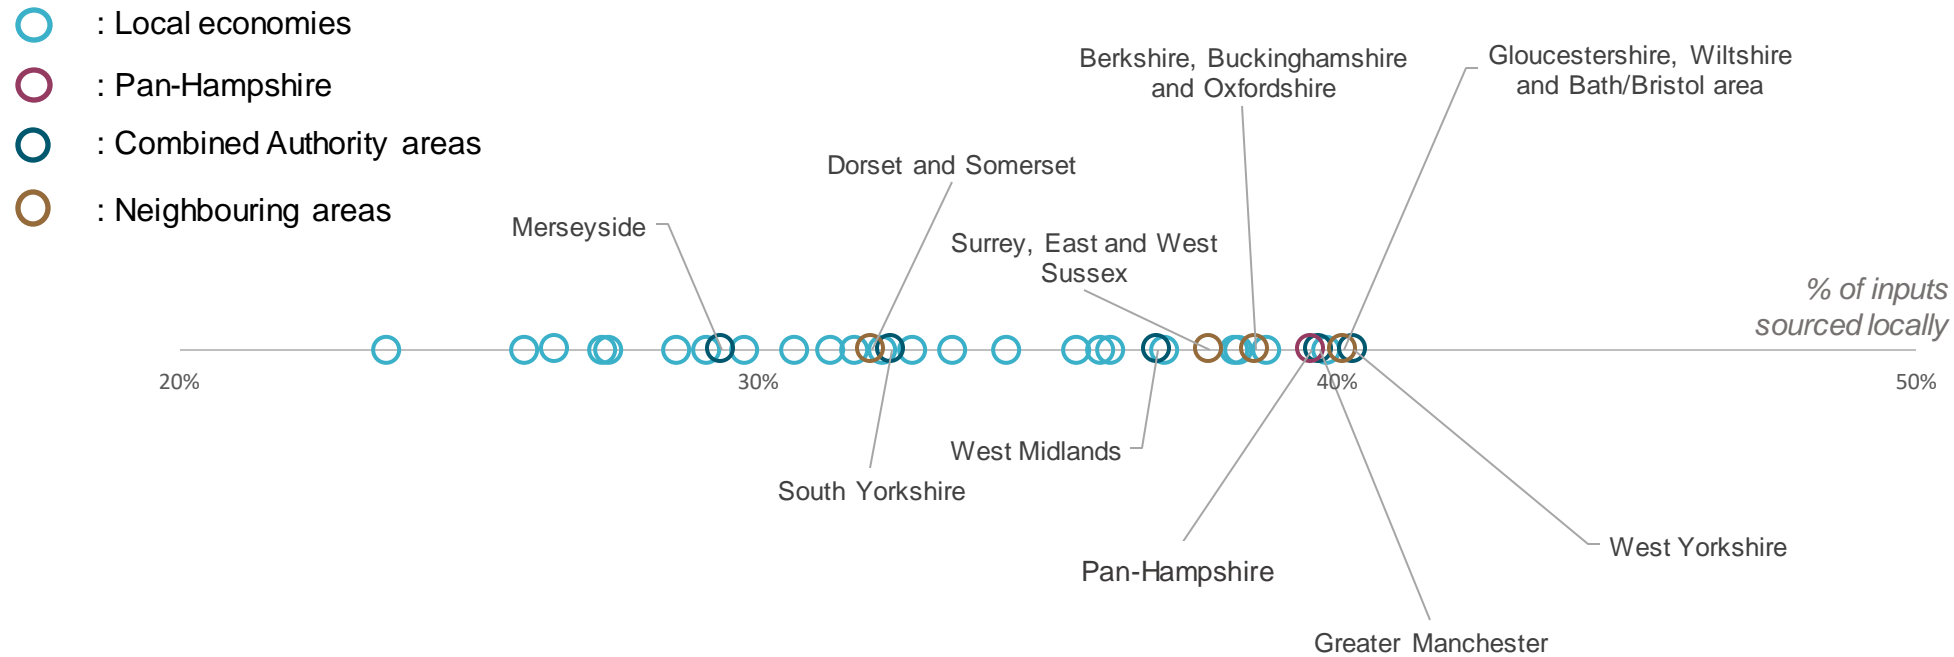 : Local economies
: Pan-Hampshire
: Combined Authority areas
: Neighbouring areas
Berkshire, Buckinghamshire
and Oxfordshire
Gloucestershire, Wiltshire
and Bath/Bristol area
Dorset and Somerset
Merseyside
Surrey, East and West
Sussex
% of inputs
sourced locally
20%
30%
40%
50%
West Midlands
South Yorkshire
West Yorkshire
Pan-Hampshire
Greater Manchester